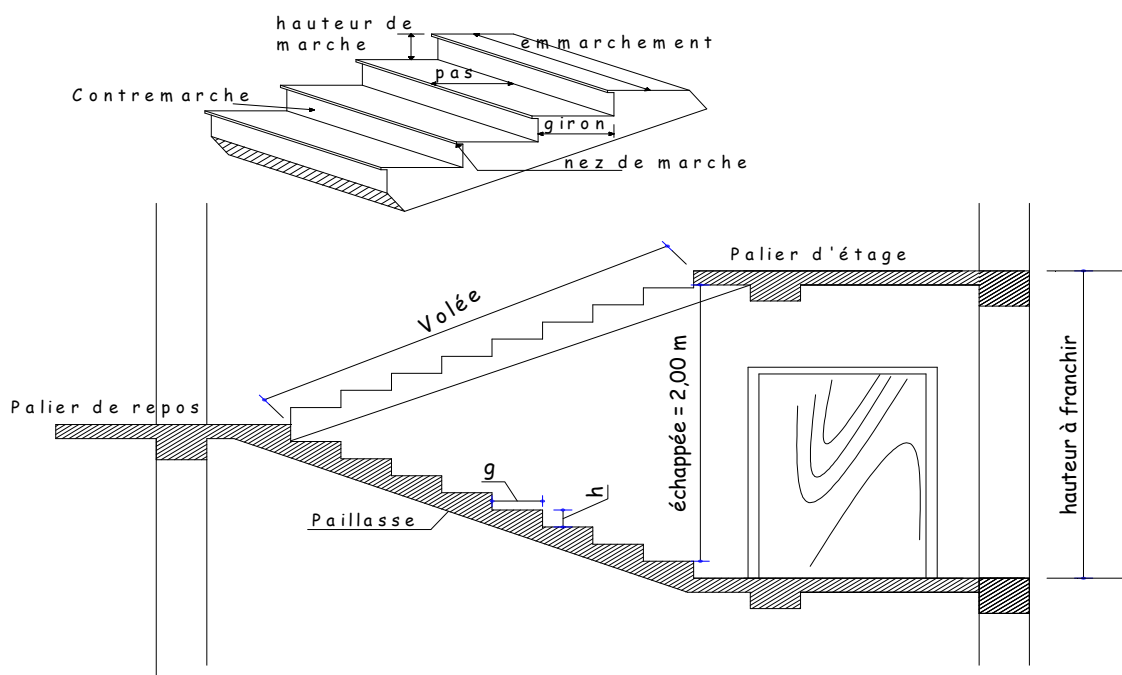 hauteur de
marche
emmarchement
pas
Contremarche
giron
nez de marche
Palier d'étage
Volée
Palier de repos
échappée = 2,00 m
hauteur à franchir
g
h
Paillasse